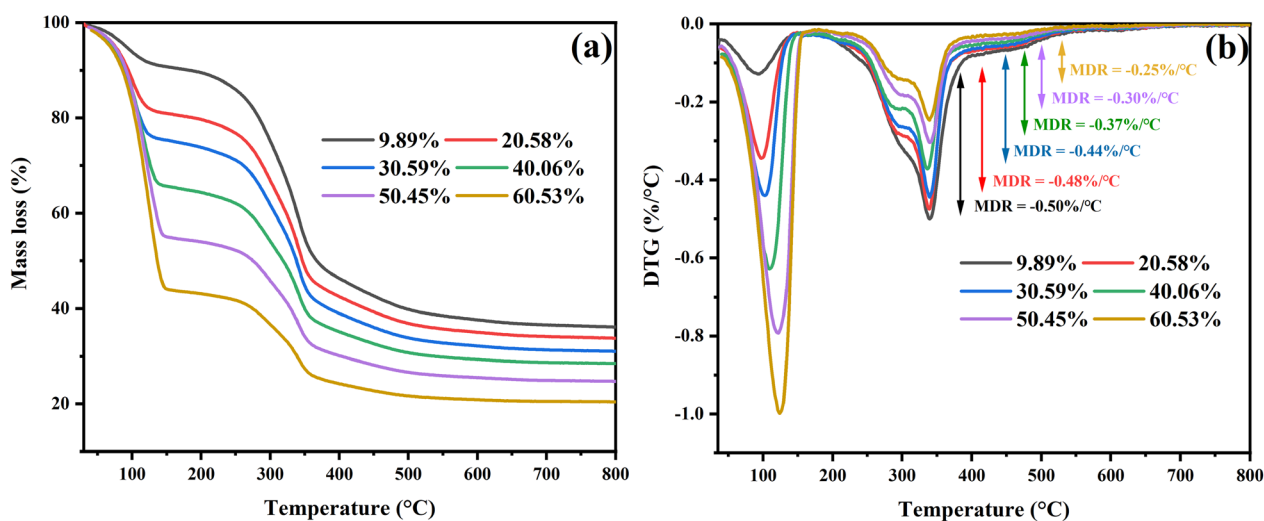 (a)
100
80
60
40
20
Mass loss (%)
9.89% 20.58%
30.59% 40.06%
50.45% 60.53%
100 200 300 400 500 600 700 800
Temperature (°C)
(b)
0.0
-0.2
-0.4
-0.6
-0.8
-1.0
DTG (%/°C)
MDR = -0.25%/°C
MDR = -0.30%/°C
MDR = -0.37%/°C
MDR = -0.44%/°C
MDR = -0.48%/°C
MDR = -0.50%/°C
9.89% 20.58%
30.59% 40.06%
50.45% 60.53%
100 200 300 400 500 600 700 800
Temperature (°C)